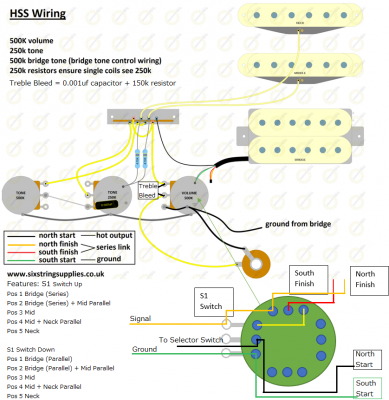 HSS Wiring
500K volume
250k tone
500k bridge tone (bridge tone control wiring)
250k resistors ensure single coils see 250k
Treble Bleed = 0.001uf capacitor + 150k resistor
Treble
Bleed
TONE
500K
TONE
250K
VOLUME
500K
ground from bridge
north start
hot output
north finish
series link
south finish
south start
ground
www.sixstringsupplies.co.uk
Features: S1 Switch Up
Pos 1 Bridge (Series)
Pos 2 Bridge (Series) + Mid Parallel
Pos 3 Mid
Pos 4 Mid + Neck Parallel
Pos 5 Neck
S1 Switch Down
Pos 1 Bridge (Parallel)
Pos 2 Bridge (Parallel) + Mid Parallel
Pos 3 Mid
Pos 4 Mid + Neck Parallel
Pos 5 Neck
South
Finish
North
Finish
S1
Switch
Signal
To Selector Switch
Ground
North
Start
South
Start